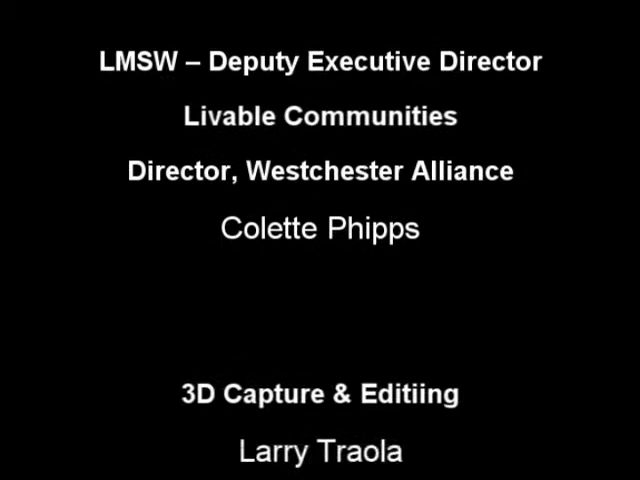 LMSW – Deputy Executive Director
Livable Communities
Director, Westchester Alliance
Colette Phipps
3D Capture & Editiing
Larry Traola